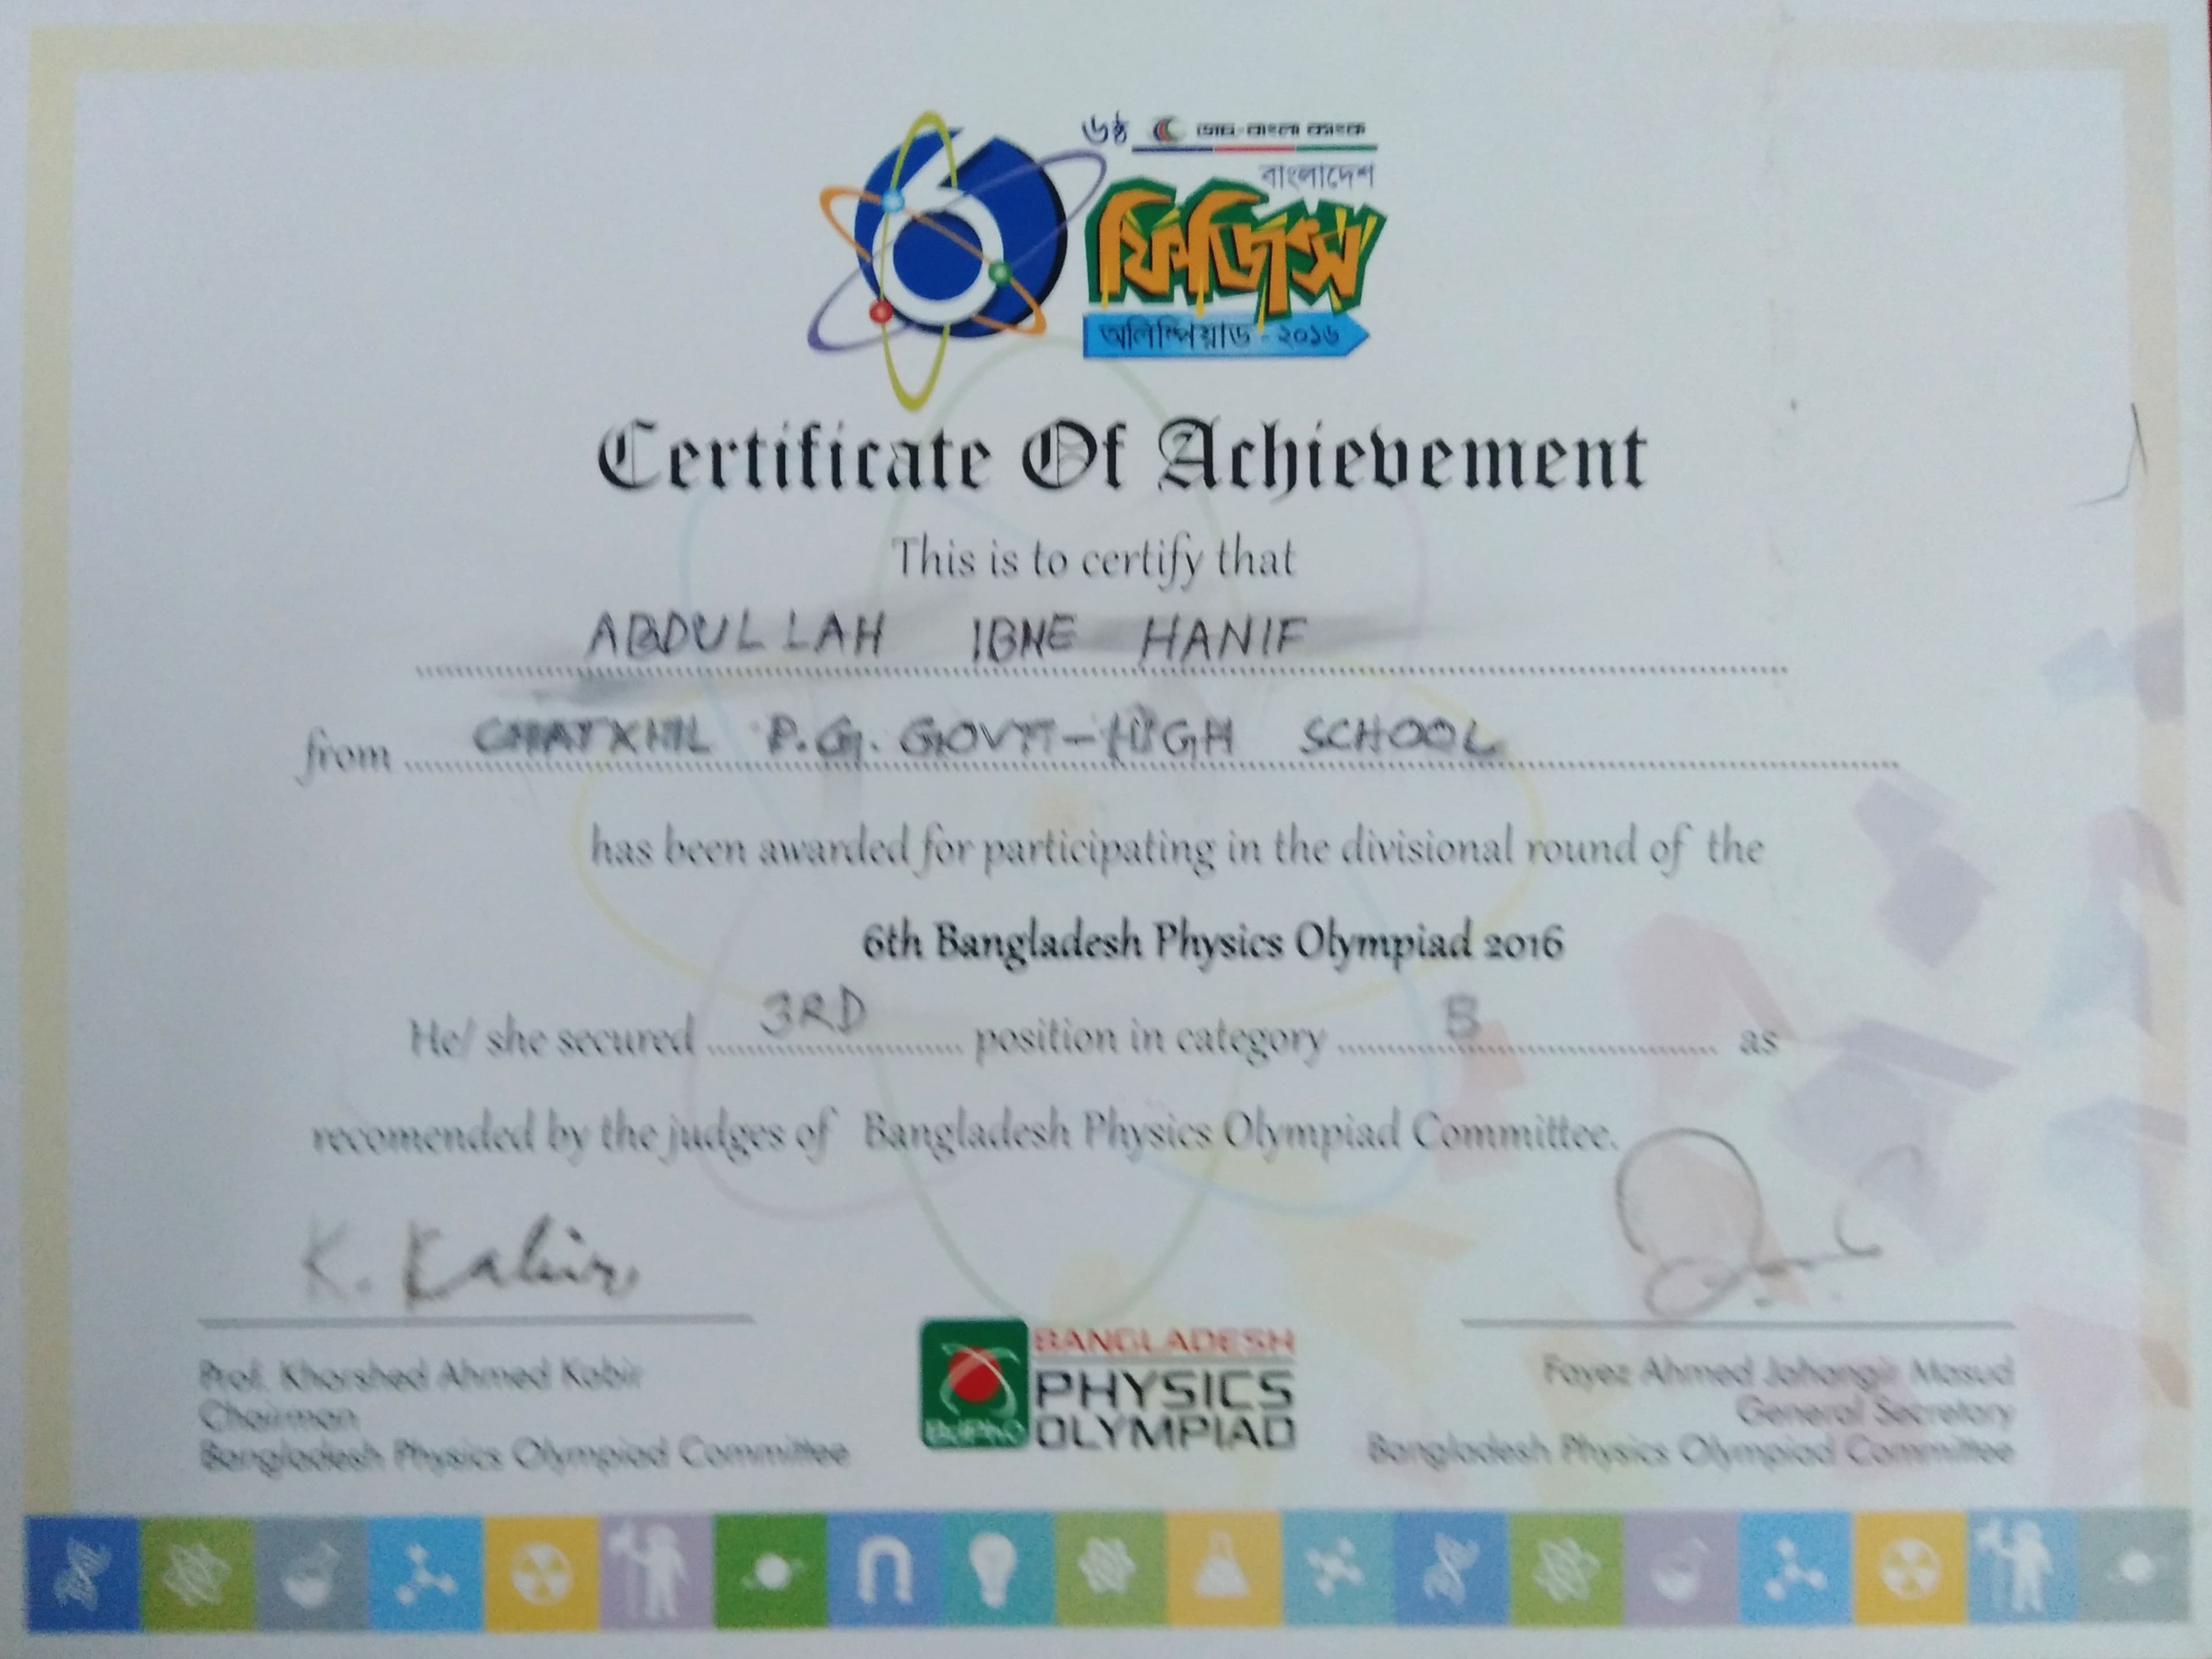 ৬ষ্ঠ ডাচ-বাংলা ব্যাংক
বাংলাদেশ
ফিজিক্স
অলিম্পিয়াড - ২০১৬
Certificate Of Achievement
This is to certify that
ABDULLAH IBNE HANIF
from CHATKHIL P.G. GOVT-HIGH SCHOOL
has been awarded for participating in the divisional round of the
6th Bangladesh Physics Olympiad 2016
He/ she secured 3RD position in category B as
recomended by the judges of Bangladesh Physics Olympiad Committee.
K. Kabir
Prof. Khorshed Ahmed Kabir
Chairman
Bangladesh Physics Olympiad Committee
BANGLADESH
PHYSICS
OLYMPIAD
BdPhO
Fayez Ahmed Jahangir Masud
General Secretary
Bangladesh Physics Olympiad Committee